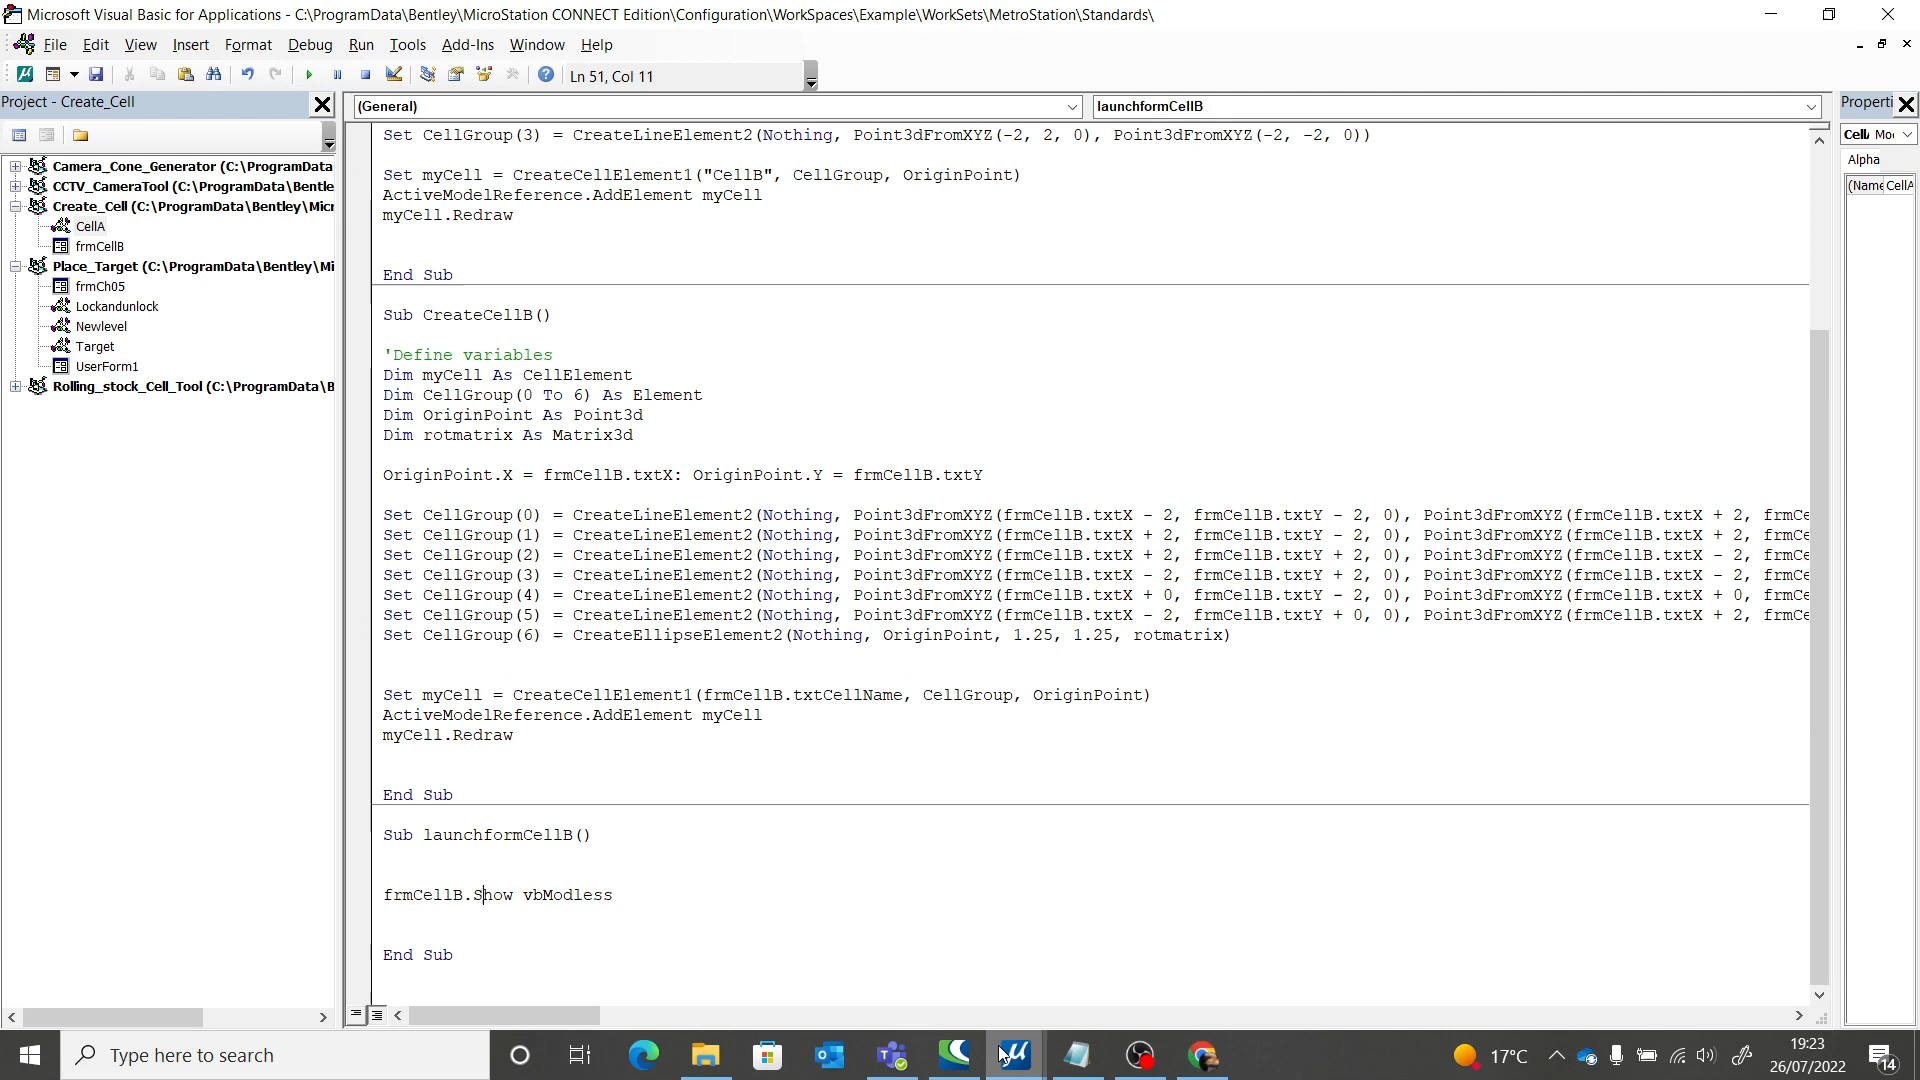 Microsoft Visual Basic for Applications - C:\ProgramData\Bentley\MicroStation CONNECT Edition\Configuration\WorkSpaces\Example\WorkSets\MetroStation\Standards\
File Edit View Insert Format Debug Run Tools Add-Ins Window Help
Ln 51, Col 11
Project - Create_Cell
(General)
launchformCellB
Properti
Camera_Cone_Generator (C:\ProgramData
CCTV_CameraTool (C:\ProgramData\Bentle
Create_Cell (C:\ProgramData\Bentley\Micr
CellA
frmCellB
Place_Target (C:\ProgramData\Bentley\Mi
frmCh05
Lockandunlock
Newlevel
Target
UserForm1
Rolling_stock_Cell_Tool (C:\ProgramData\B
Set CellGroup(3) = CreateLineElement2(Nothing, Point3dFromXYZ(-2, 2, 0), Point3dFromXYZ(-2, -2, 0))
Set myCell = CreateCellElement1("CellB", CellGroup, OriginPoint)
ActiveModelReference.AddElement myCell
myCell.Redraw
End Sub
Sub CreateCellB()
'Define variables
Dim myCell As CellElement
Dim CellGroup(0 To 6) As Element
Dim OriginPoint As Point3d
Dim rotmatrix As Matrix3d
OriginPoint.X = frmCellB.txtX: OriginPoint.Y = frmCellB.txtY
Set CellGroup(0) = CreateLineElement2(Nothing, Point3dFromXYZ(frmCellB.txtX - 2, frmCellB.txtY - 2, 0), Point3dFromXYZ(frmCellB.txtX + 2, frmCe
Set CellGroup(1) = CreateLineElement2(Nothing, Point3dFromXYZ(frmCellB.txtX + 2, frmCellB.txtY - 2, 0), Point3dFromXYZ(frmCellB.txtX + 2, frmCe
Set CellGroup(2) = CreateLineElement2(Nothing, Point3dFromXYZ(frmCellB.txtX + 2, frmCellB.txtY + 2, 0), Point3dFromXYZ(frmCellB.txtX - 2, frmCe
Set CellGroup(3) = CreateLineElement2(Nothing, Point3dFromXYZ(frmCellB.txtX - 2, frmCellB.txtY + 2, 0), Point3dFromXYZ(frmCellB.txtX - 2, frmCe
Set CellGroup(4) = CreateLineElement2(Nothing, Point3dFromXYZ(frmCellB.txtX + 0, frmCellB.txtY - 2, 0), Point3dFromXYZ(frmCellB.txtX + 0, frmCe
Set CellGroup(5) = CreateLineElement2(Nothing, Point3dFromXYZ(frmCellB.txtX - 2, frmCellB.txtY + 0, 0), Point3dFromXYZ(frmCellB.txtX + 2, frmCe
Set CellGroup(6) = CreateEllipseElement2(Nothing, OriginPoint, 1.25, 1.25, rotmatrix)
Set myCell = CreateCellElement1(frmCellB.txtCellName, CellGroup, OriginPoint)
ActiveModelReference.AddElement myCell
myCell.Redraw
End Sub
Sub launchformCellB()
frmCellB.Show vbModless
End Sub
CellA Mo
Alpha
(Name CellA
Type here to search
17°C
19:23
26/07/2022
14